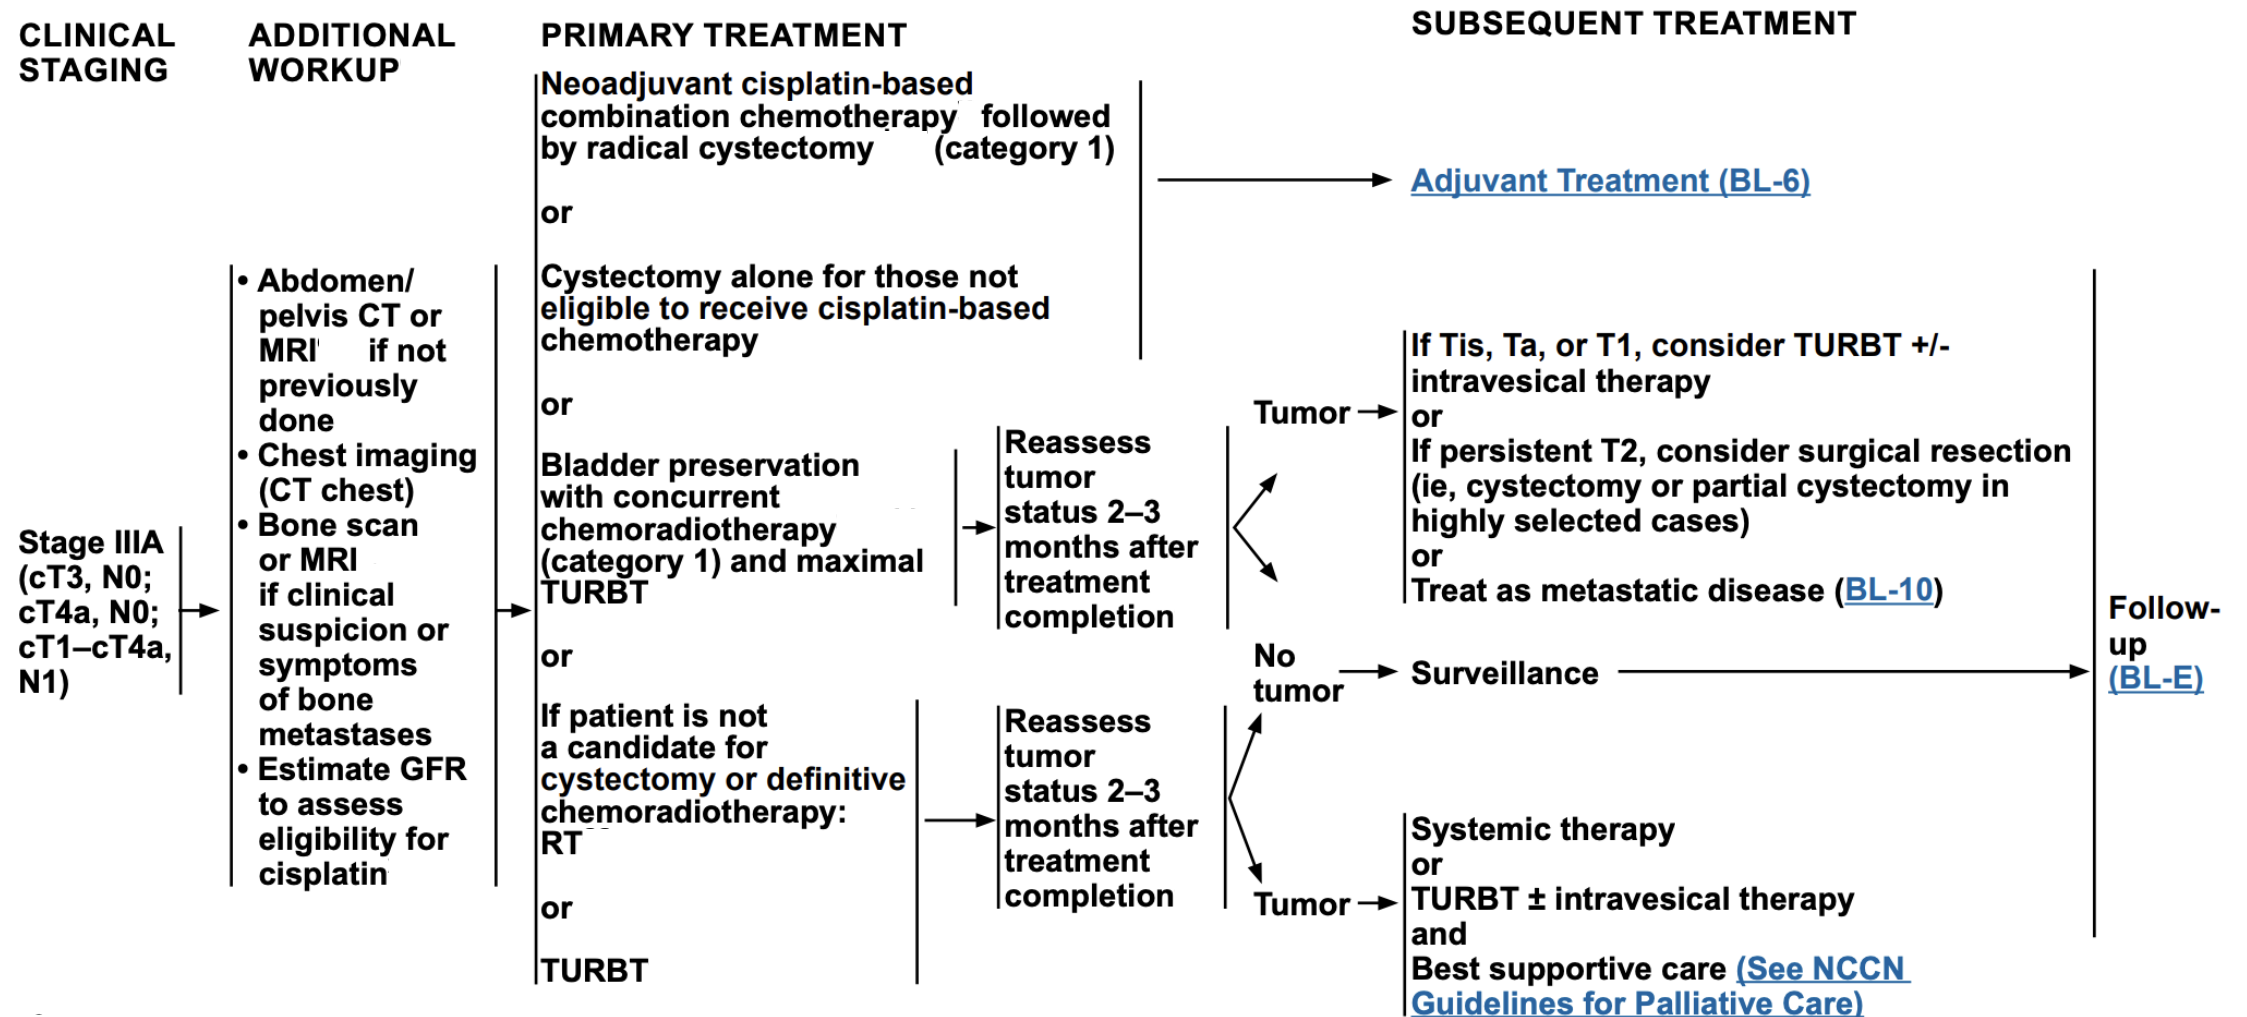 CLINICAL
STAGING
ADDITIONAL
WORKUP
PRIMARY TREATMENT
SUBSEQUENT TREATMENT
Stage IIIA
(cT3, N0;
cT4a, N0;
cT1–cT4a,
N1)
• Abdomen/
pelvis CT or
MRI if not
previously
done
• Chest imaging
(CT chest)
• Bone scan
or MRI
if clinical
suspicion or
symptoms
of bone
metastases
• Estimate GFR
to assess
eligibility for
cisplatin
Neoadjuvant cisplatin-based
combination chemotherapy followed
by radical cystectomy (category 1)
or
Cystectomy alone for those not
eligible to receive cisplatin-based
chemotherapy
or
Bladder preservation
with concurrent
chemoradiotherapy
(category 1) and maximal
TURBT
or
If patient is not
a candidate for
cystectomy or definitive
chemoradiotherapy:
RT
or
TURBT
Reassess
tumor
status 2–3
months after
treatment
completion
Reassess
tumor
status 2–3
months after
treatment
completion
Tumor
No
tumor
Tumor
Adjuvant Treatment (BL-6)
If Tis, Ta, or T1, consider TURBT +/-
intravesical therapy
or
If persistent T2, consider surgical resection
(ie, cystectomy or partial cystectomy in
highly selected cases)
or
Treat as metastatic disease (BL-10)
Surveillance
Systemic therapy
or
TURBT ± intravesical therapy
and
Best supportive care (See NCCN
Guidelines for Palliative Care)
Follow-
up
(BL-E)